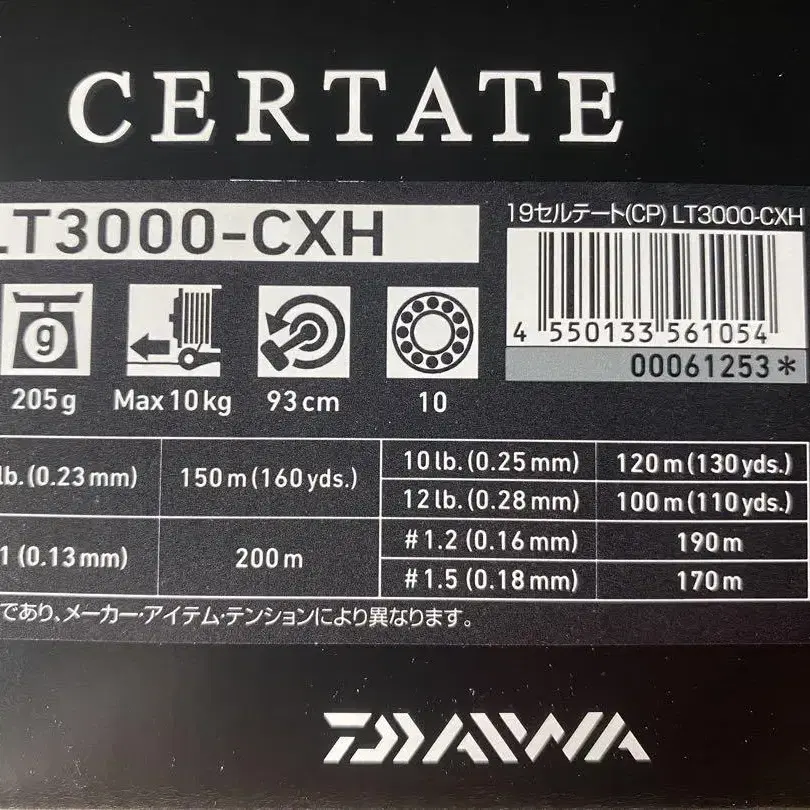 CERTATE
LT3000-CXH
19セルテート(CP) LT3000-CXH
4 550133 561054
00061253*
g
205g Max10kg 93cm 10
lb.(0.23mm) 150m(160yds.)
10lb.(0.25mm) 120m(130yds.)
12lb.(0.28mm) 100m(110yds.)
1(0.13mm) 200m
#1.2(0.16mm) 190m
#1.5(0.18mm) 170m
であり、メーカー・アイテム・テンションにより異なります。
DAIWA